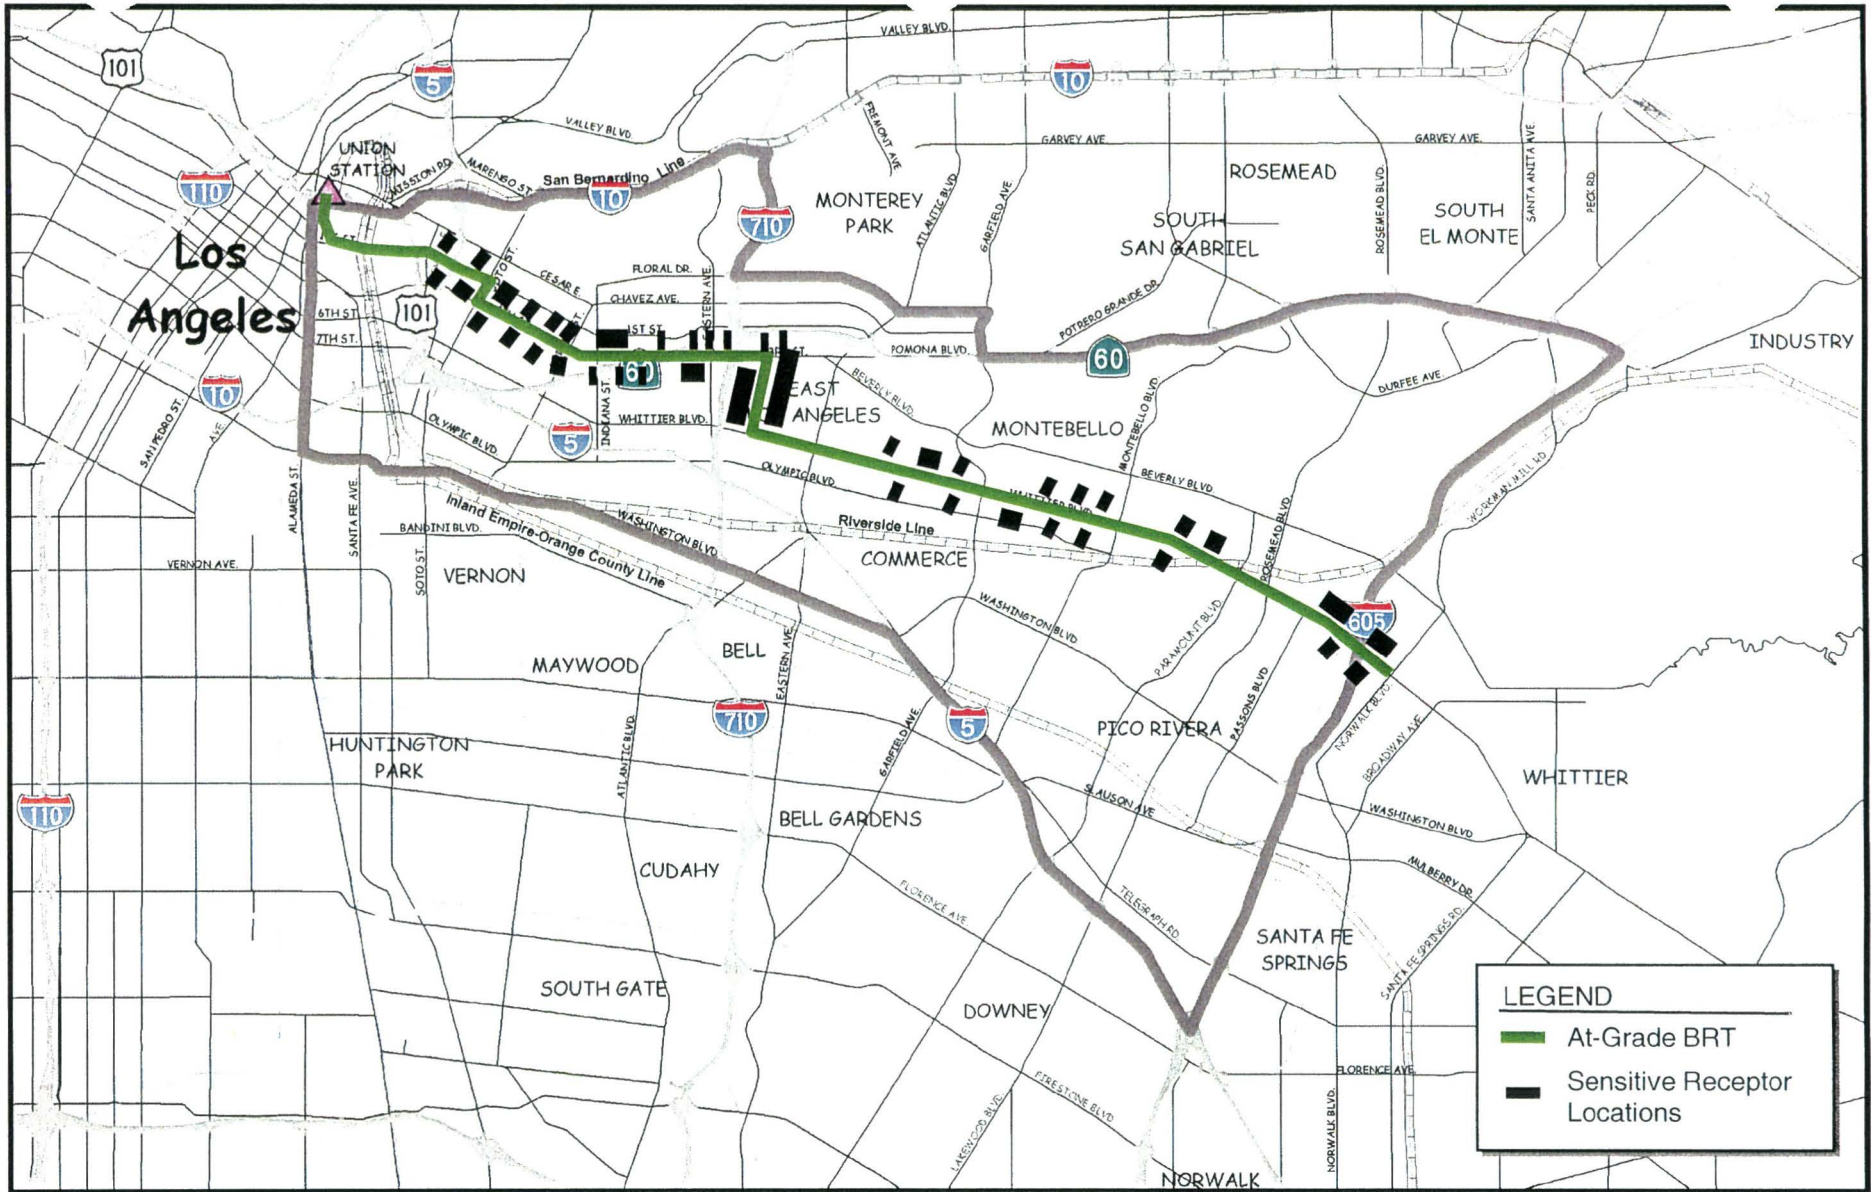 VALLEY BLVD.
101
5
10
VALLEY BLVD.
FREMONT AVE
GARVEY AVE.
GARVEY AVE.
SANTA ANITA AVE.
PECK RD.
UNION
STATION
MISSION RD.
MARENGO ST.
San Bernardino Line
10
110
710
MONTEREY
PARK
ATLANTIC BLVD.
GARFIELD AVE.
ROSEMEAD
ROSEMEAD BLVD.
SOUTH
SAN GABRIEL
SOUTH
EL MONTE
Los
Angeles
CESAR E.
FLORAL DR.
CHAVEZ AVE.
101
6TH ST.
7TH ST.
1ST ST.
POMONA BLVD.
POTRERO GRANDE DR.
60
60
INDUSTRY
10
SAN PEDRO ST.
AVE.
OLYMPIC BLVD.
5
INDIANA ST.
WHITTIER BLVD.
EAST
ANGELES
BEVERLY BLVD.
MONTEBELLO
MONTEBELLO BLVD.
DURFEE AVE.
BEVERLY BLVD
OLYMPIC BLVD
WORKMAN MILL RD.
ALAMEDA ST.
SANTA FE AVE.
BANDINI BLVD.
Inland Empire-Orange County Line
WASHINGTON BLVD
Riverside Line
COMMERCE
ROSEMEAD BLVD.
VERNON AVE.
SOTO ST.
VERNON
WASHINGTON BLVD
PARAMOUNT BLVD.
605
MAYWOOD
BELL
EASTERN AVE.
710
5
PICO RIVERA
PASSONS BLVD
NORWALK BLVD.
BROADWAY AVE.
HUNTINGTON
PARK
ATLANTIC BLVD.
GARFIELD AVE.
WHITTIER
110
BELL GARDENS
SLAUSON AVE
WASHINGTON BLVD
CUDAHY
MULBERRY DR.
FLORENCE AVE.
TELEGRAPH RD.
SANTA FE
SPRINGS
SANTA FE SPRINGS RD.
SOUTH GATE
DOWNEY
FIRESTONE BLVD
LAKEWOOD BLVD.
FLORENCE AVE.
NORWALK BLVD.
NORWALK
LEGEND
At-Grade BRT
Sensitive Receptor
Locations